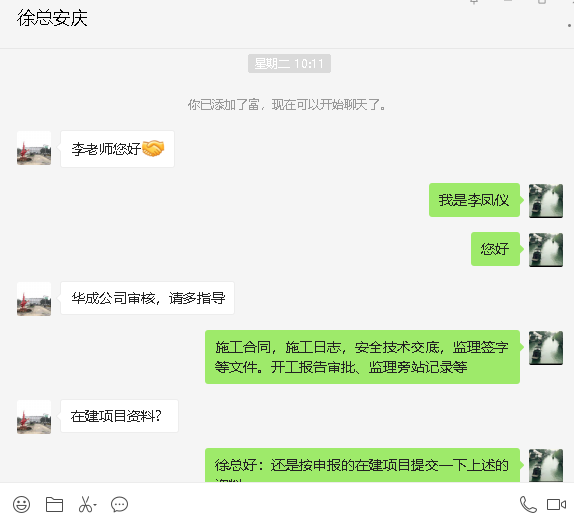 徐总安庆
星期二 10:11
你已添加了富，现在可以开始聊天了。
李老师您好
我是李凤仪
您好
华成公司审核，请多指导
施工合同，施工日志，安全技术交底，监理签字
等文件。开工报告审批、监理旁站记录等
在建项目资料？
徐总好：还是按申报的在建项目提交一下上述的